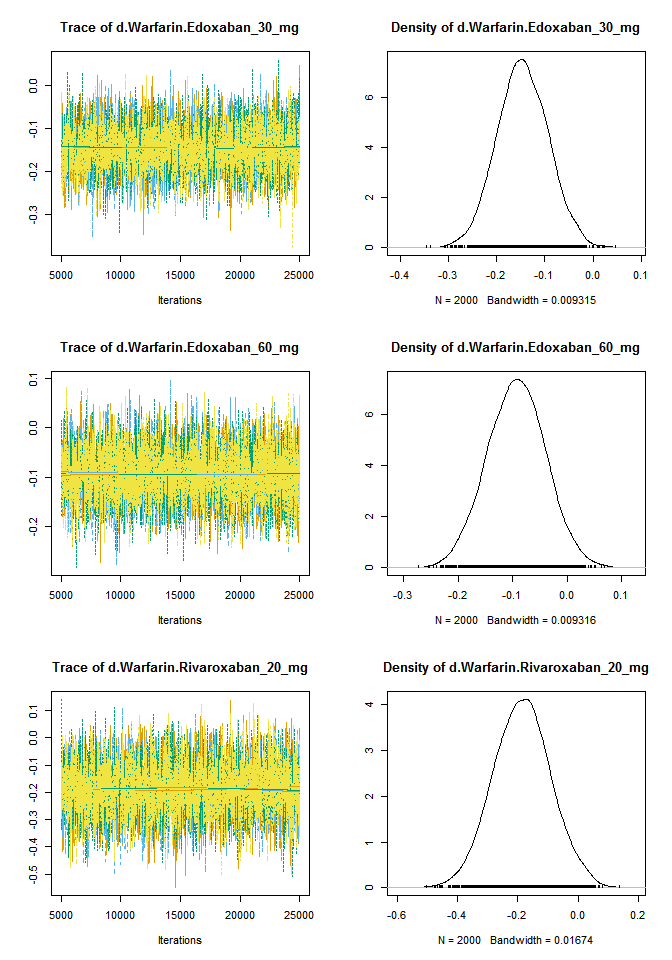 Trace of d.Warfarin.Edoxaban_30_mg
0.0
-0.1
-0.2
-0.3
5000 10000 15000 20000 25000
Iterations
Density of d.Warfarin.Edoxaban_30_mg
6
4
2
0
-0.4 -0.3 -0.2 -0.1 0.0 0.1
N = 2000 Bandwidth = 0.009315
Trace of d.Warfarin.Edoxaban_60_mg
0.1
0.0
-0.1
-0.2
5000 10000 15000 20000 25000
Iterations
Density of d.Warfarin.Edoxaban_60_mg
6
4
2
0
-0.3 -0.2 -0.1 0.0 0.1
N = 2000 Bandwidth = 0.009316
Trace of d.Warfarin.Rivaroxaban_20_mg
0.1
0.0
-0.1
-0.2
-0.3
-0.4
-0.5
5000 10000 15000 20000 25000
Iterations
Density of d.Warfarin.Rivaroxaban_20_mg
4
3
2
1
0
-0.6 -0.4 -0.2 0.0 0.2
N = 2000 Bandwidth = 0.01674